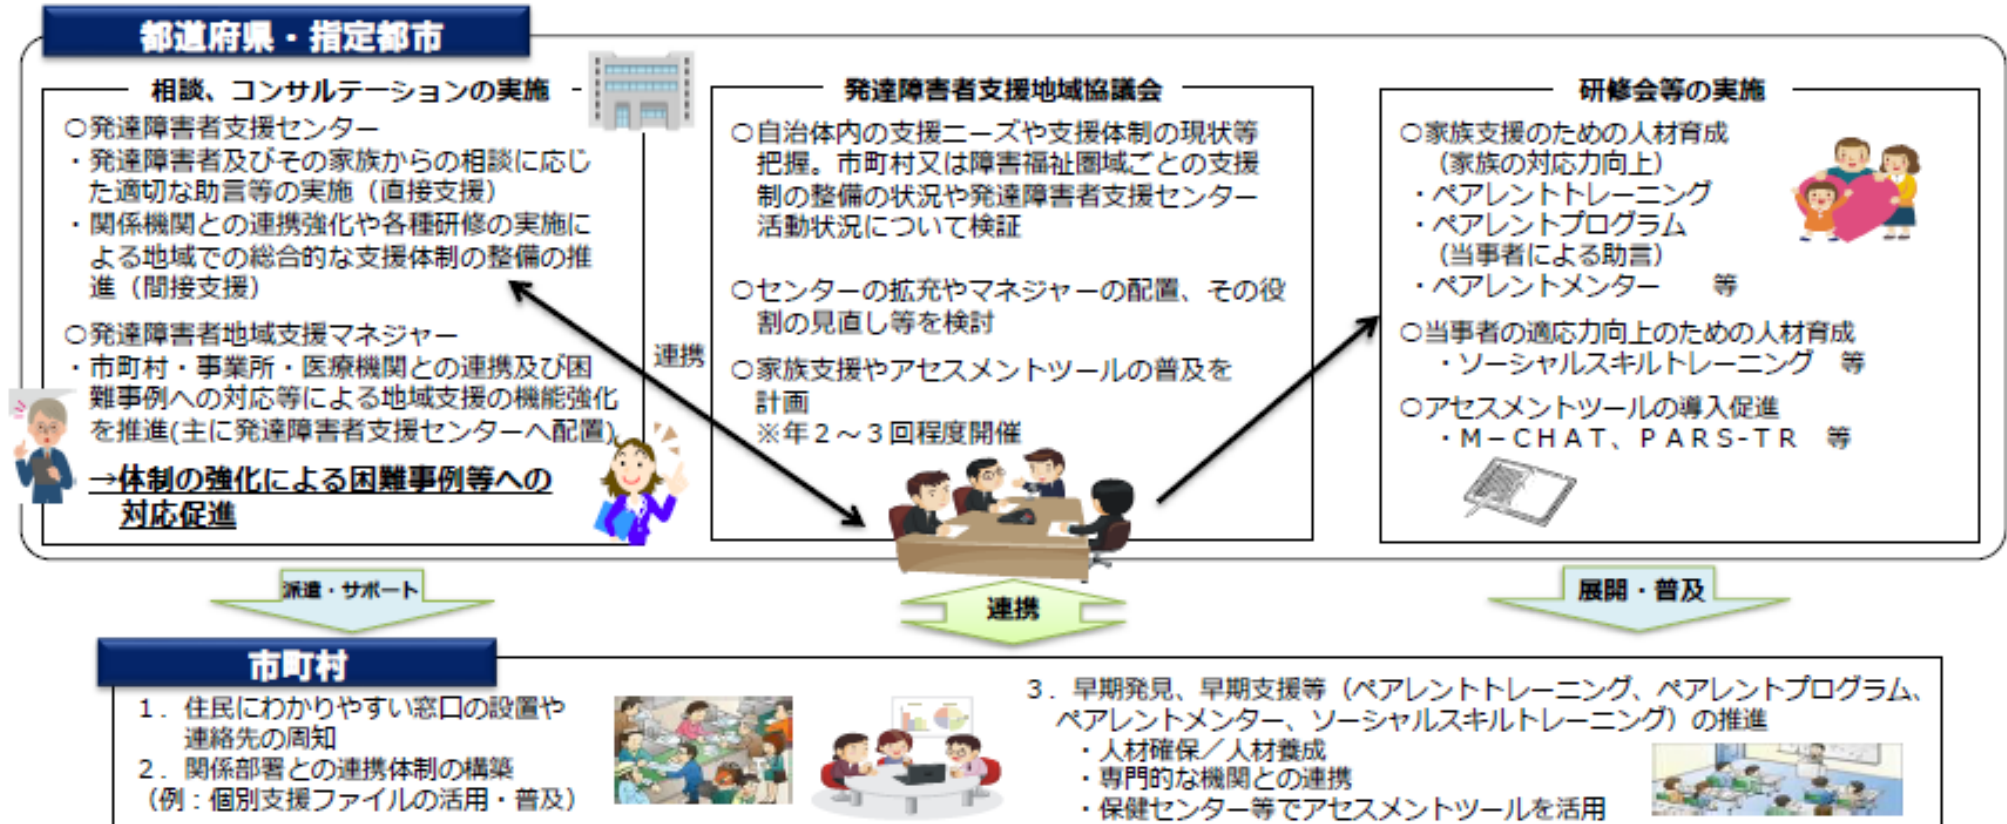 都道府県・指定都市
相談、コンサルテーションの実施
○発達障害者支援センター
・発達障害者及びその家族からの相談に応じ
た適切な助言等の実施（直接支援）
・関係機関との連携強化や各種研修の実施に
よる地域での総合的な支援体制の整備の推
進（間接支援）
○発達障害者地域支援マネジャー
・市町村・事業所・医療機関との連携及び困
難事例への対応等による地域支援の機能強化
を推進(主に発達障害者支援センターへ配置)
→体制の強化による困難事例等への
対応促進
連携
発達障害者支援地域協議会
○自治体内の支援ニーズや支援体制の現状等
把握。市町村又は障害福祉圏域ごとの支援
制の整備の状況や発達障害者支援センター
活動状況について検証
○センターの拡充やマネジャーの配置、その役
割の見直し等を検討
○家族支援やアセスメントツールの普及を
計画
※年２～３回程度開催
研修会等の実施
○家族支援のための人材育成
（家族の対応力向上）
・ペアレントトレーニング
・ペアレントプログラム
（当事者による助言）
・ペアレントメンター　等
○当事者の適応力向上のための人材育成
・ソーシャルスキルトレーニング　等
○アセスメントツールの導入促進
・Ｍ－ＣＨＡＴ、ＰＡＲＳ-ＴＲ　等
派遣・サポート
連携
展開・普及
市町村
１．住民にわかりやすい窓口の設置や
連絡先の周知
２．関係部署との連携体制の構築
（例：個別支援ファイルの活用・普及）
３．早期発見、早期支援等（ペアレントトレーニング、ペアレントプログラム、
ペアレントメンター、ソーシャルスキルトレーニング）の推進
・人材確保／人材養成
・専門的な機関との連携
・保健センター等でアセスメントツールを活用